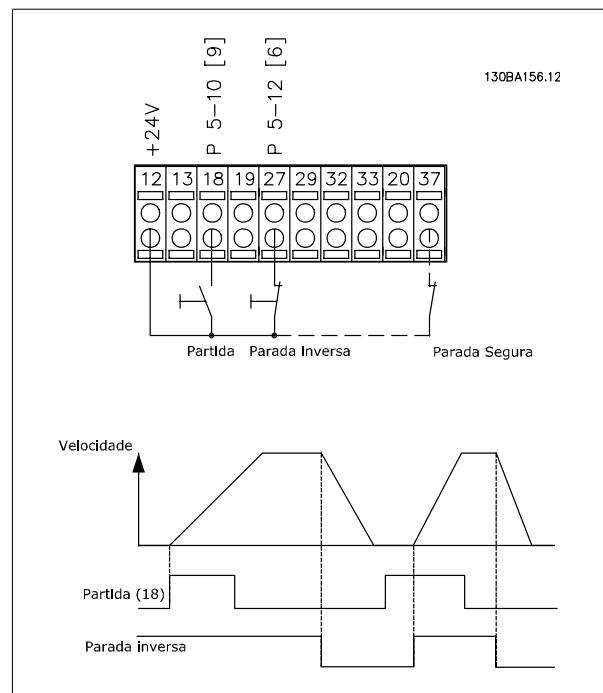 130BA156.12
+24V
P 5-10 [9]
P 5-12 [6]
12 13 18 19 27 29 32 33 20 37
Partida
Parada Inversa
Parada Segura
Velocidade
Partida (18)
Parada inversa